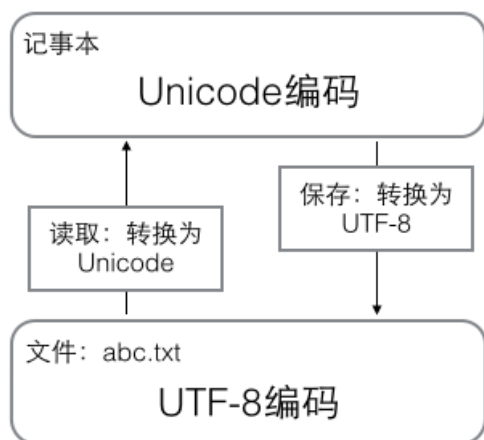 记事本
Unicode编码
读取：转换为
Unicode
保存：转换为
UTF-8
文件：abc.txt
UTF-8编码